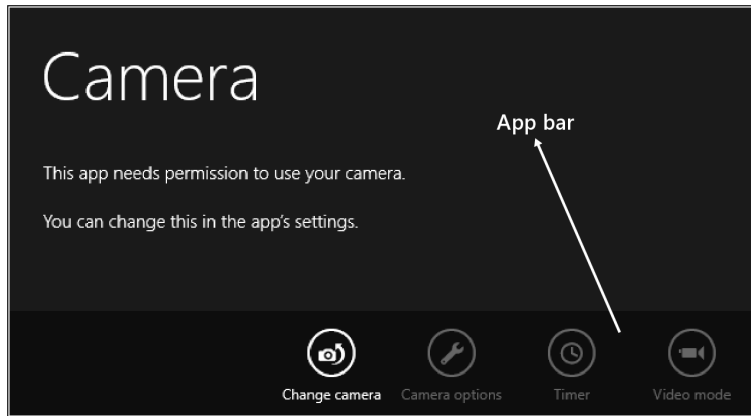 Camera
App bar
This app needs permission to use your camera.
You can change this in the app's settings.
Change camera
Camera options
Timer
Video mode